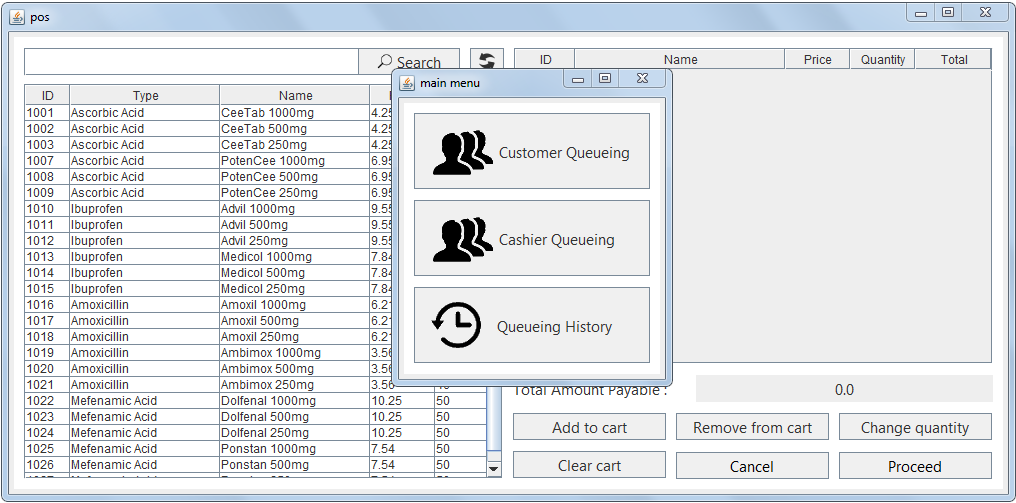 pos
Search
ID Type Name
1001 Ascorbic Acid CeeTab 1000mg 4.25
1002 Ascorbic Acid CeeTab 500mg 4.25
1003 Ascorbic Acid CeeTab 250mg 4.25
1007 Ascorbic Acid PotenCee 1000mg 6.95
1008 Ascorbic Acid PotenCee 500mg 6.95
1009 Ascorbic Acid PotenCee 250mg 6.95
1010 Ibuprofen Advil 1000mg 9.55
1011 Ibuprofen Advil 500mg 9.55
1012 Ibuprofen Advil 250mg 9.55
1013 Ibuprofen Medicol 1000mg 7.84
1014 Ibuprofen Medicol 500mg 7.84
1015 Ibuprofen Medicol 250mg 7.84
1016 Amoxicillin Amoxil 1000mg 6.21
1017 Amoxicillin Amoxil 500mg 6.21
1018 Amoxicillin Amoxil 250mg 6.21
1019 Amoxicillin Ambimox 1000mg 3.56
1020 Amoxicillin Ambimox 500mg 3.56
1021 Amoxicillin Ambimox 250mg 3.56
1022 Mefenamic Acid Dolfenal 1000mg 10.25 50
1023 Mefenamic Acid Dolfenal 500mg 10.25 50
1024 Mefenamic Acid Dolfenal 250mg 10.25 50
1025 Mefenamic Acid Ponstan 1000mg 7.54 50
1026 Mefenamic Acid Ponstan 500mg 7.54 50
main menu
Customer Queueing
Cashier Queueing
Queueing History
ID Name Price Quantity Total
Total Amount Payable : 0.0
Add to cart Remove from cart Change quantity
Clear cart Cancel Proceed